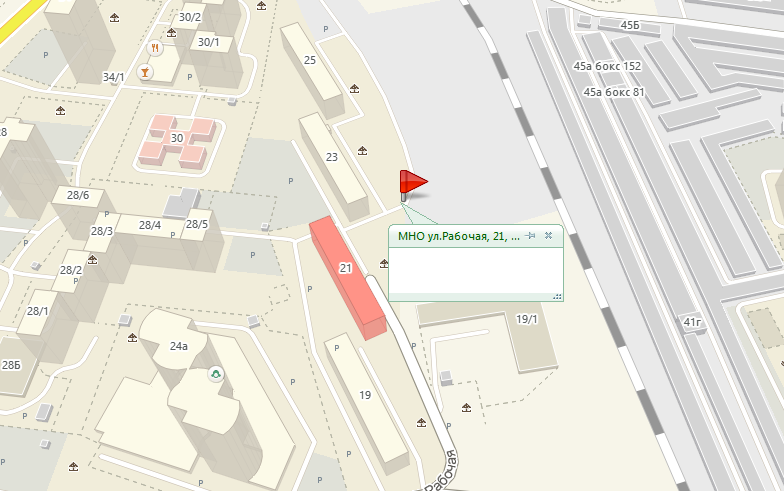 45Б
30/2
30/1
P
25
45а бокс 152
34/1
45а бокс 81
P
28
30
23
P
28/6
28/4
28/5
28/3
P
МНО ул.Рабочая, 21, ...
P
28/2
21
P
28/1
19/1
41г
24а
P
P
28Б
P
19
P
P
P
P
P
Рабочая